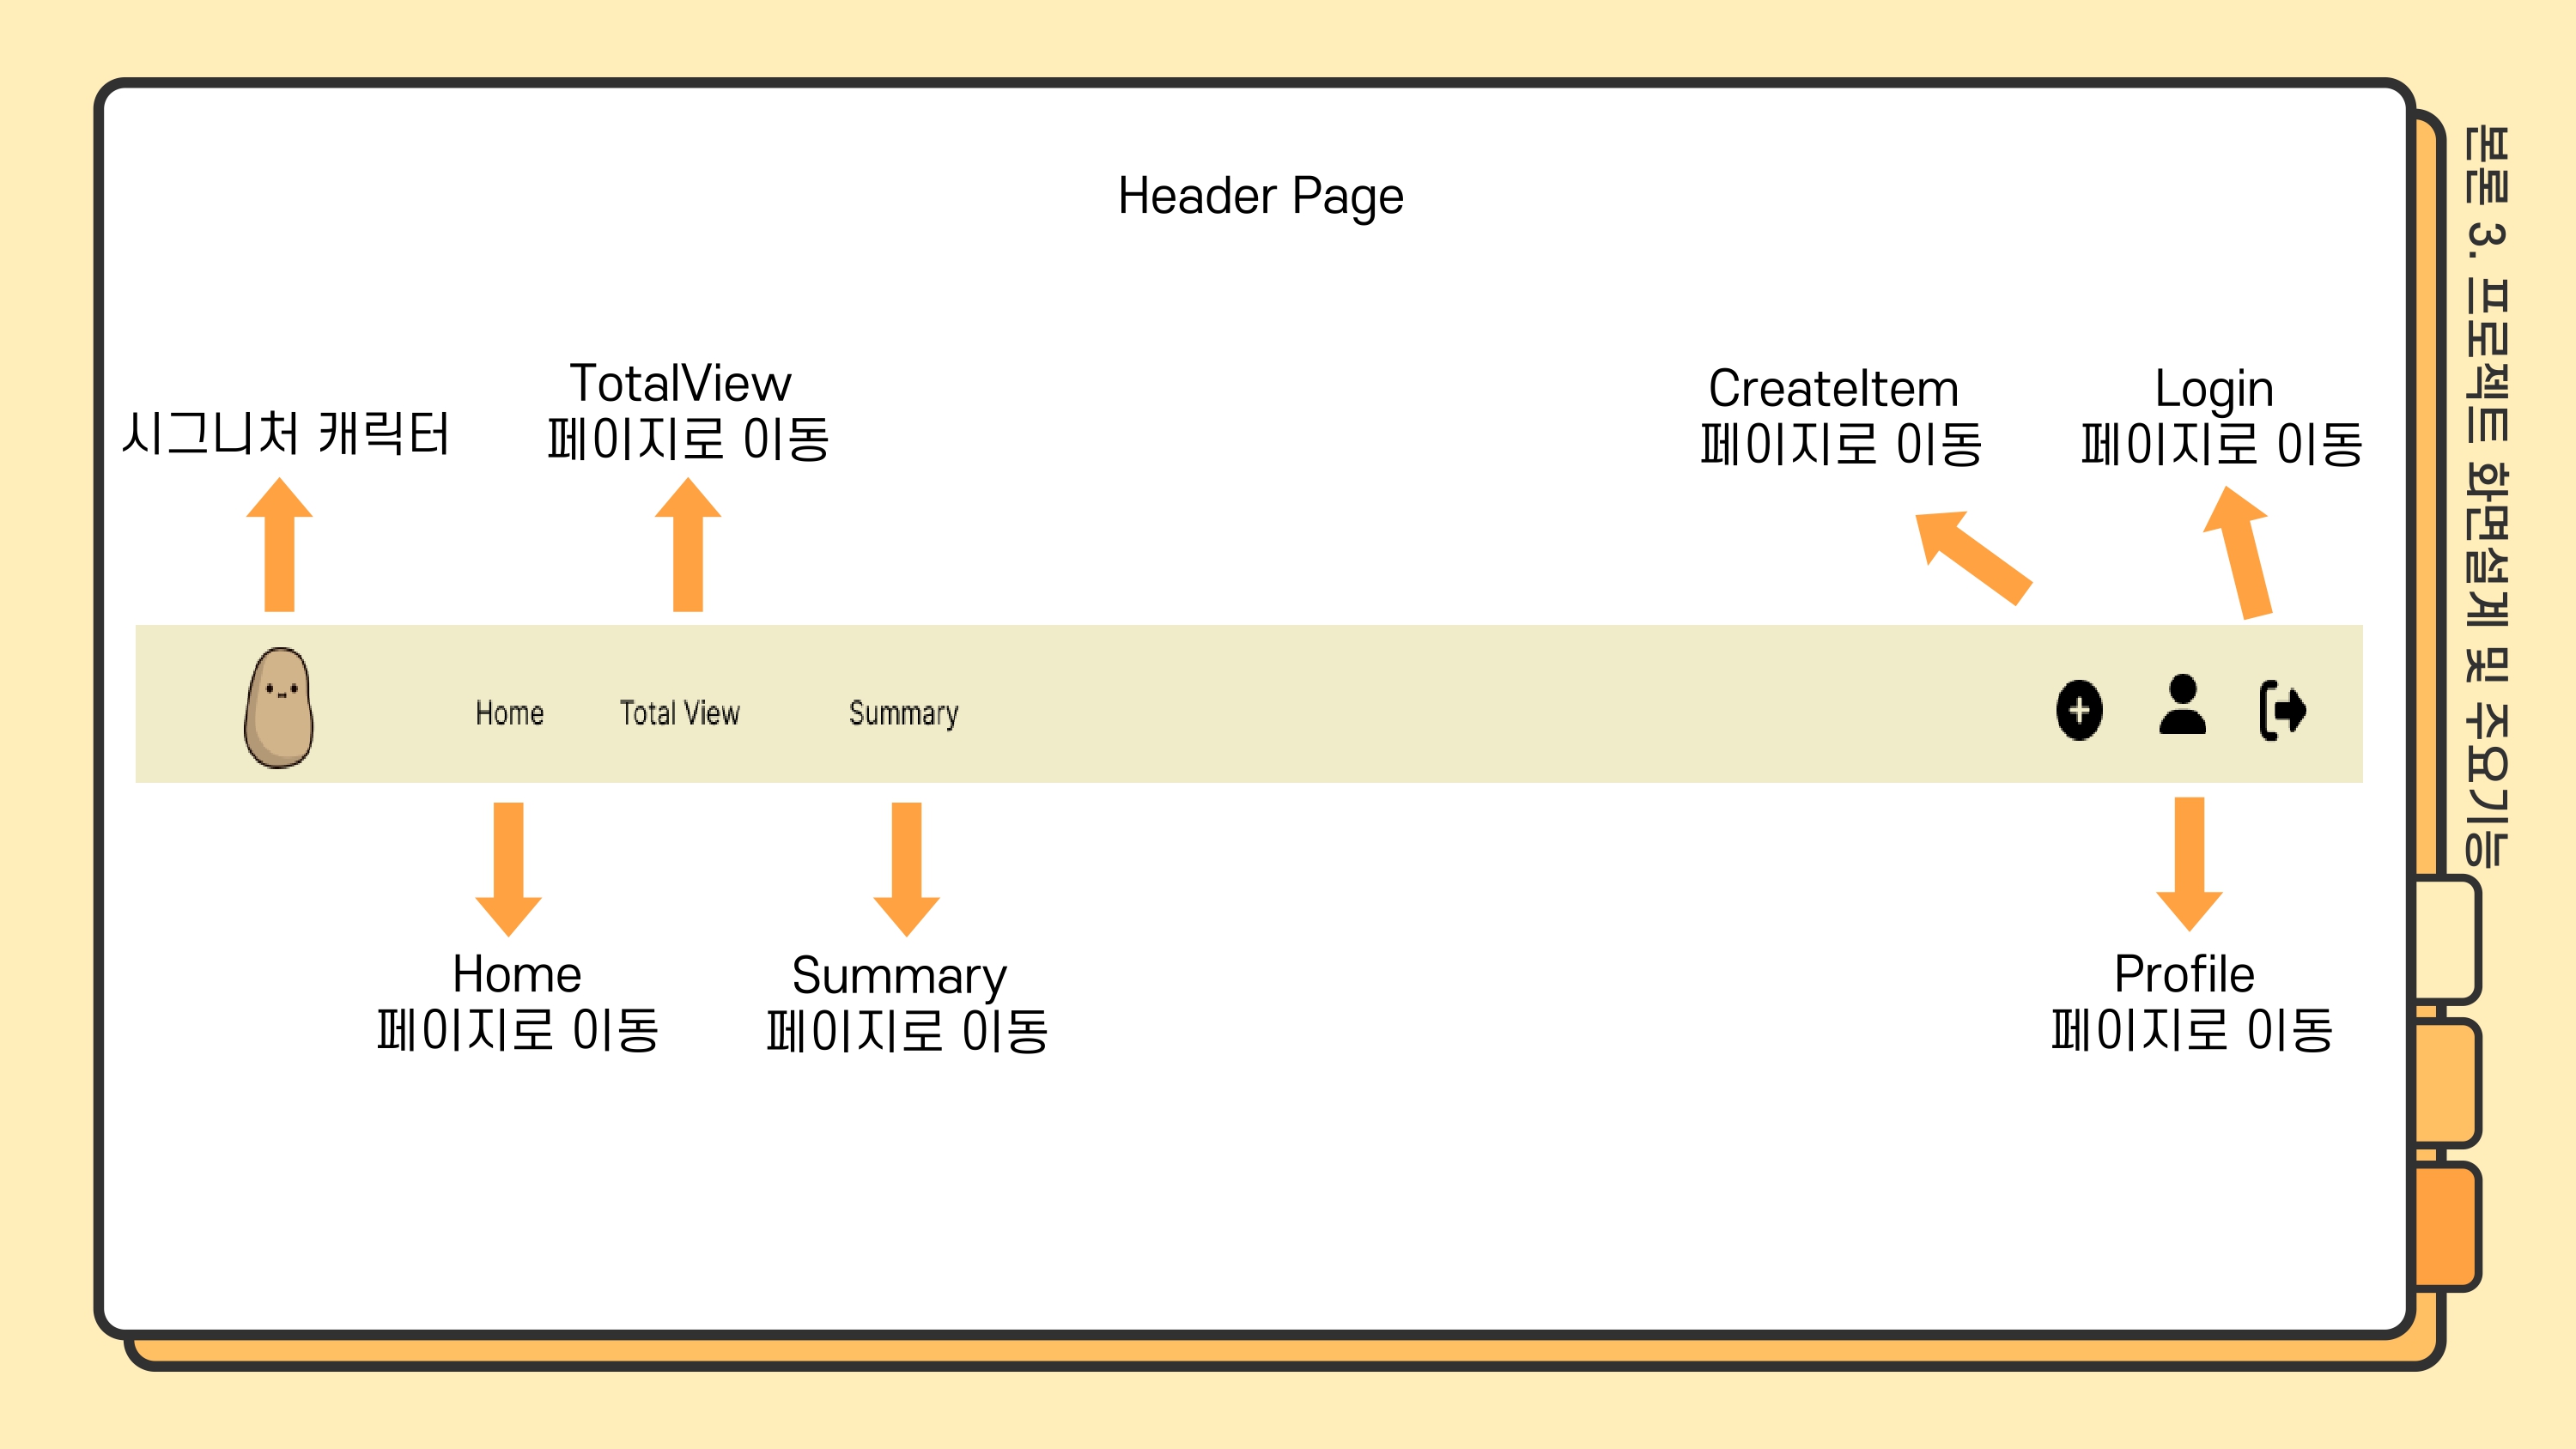 Header Page
시그니처 캐릭터
TotalView
페이지로 이동
CreateItem
페이지로 이동
Login
페이지로 이동
Home
Total View
Summary
Home
페이지로 이동
Summary
페이지로 이동
Profile
페이지로 이동
본론 3. 프로젝트 화면설계 및 주요기능